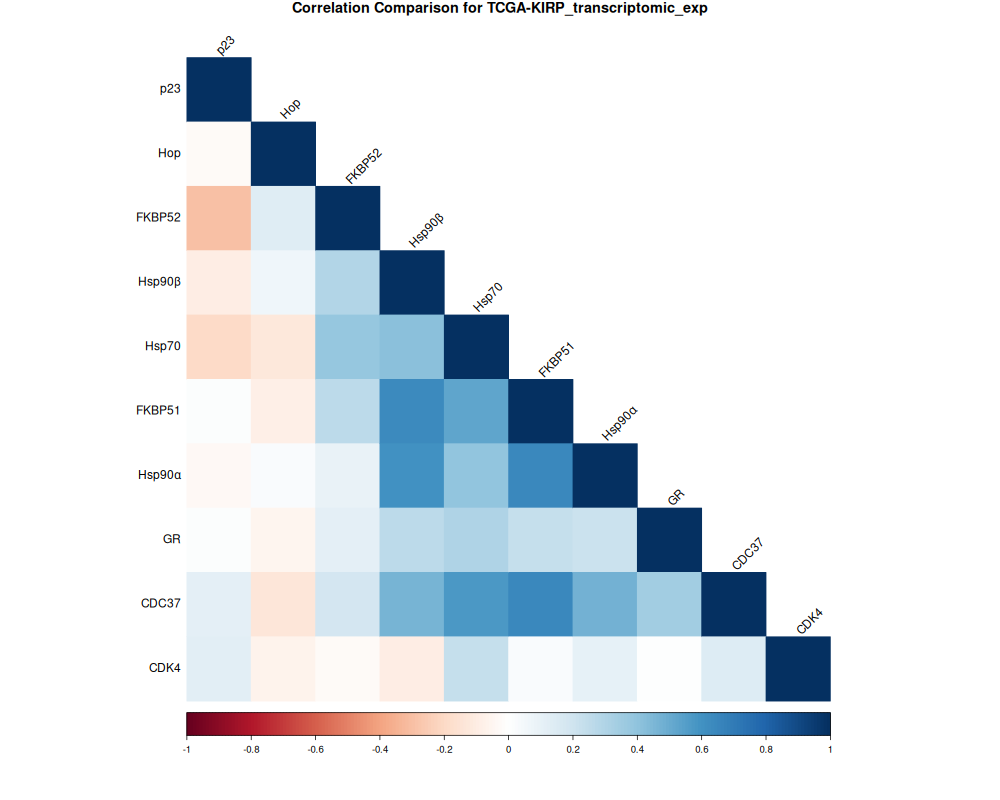 Correlation Comparison for TCGA-KIRP_transcriptomic_exp
p23
Hop
FKBP52
Hsp90β
Hsp70
FKBP51
Hsp90α
GR
CDC37
CDK4
p23
Hop
FKBP52
Hsp90β
Hsp70
FKBP51
Hsp90α
GR
CDC37
CDK4
-1 -0.8 -0.6 -0.4 -0.2 0 0.2 0.4 0.6 0.8 1